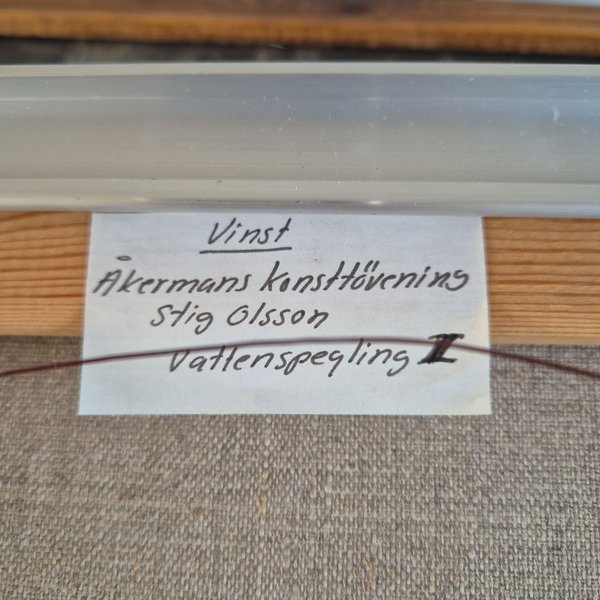 Vinst
Åkermans Konstförening
Stig Olsson
Vattenspegling II